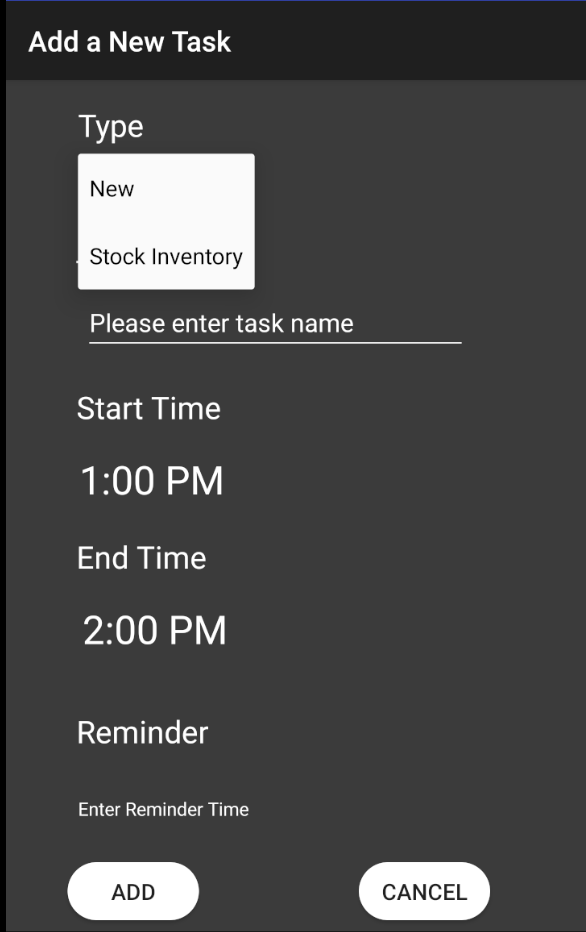 Add a New Task
Type
New
Stock Inventory
Please enter task name
Start Time
1:00 PM
End Time
2:00 PM
Reminder
Enter Reminder Time
ADD
CANCEL